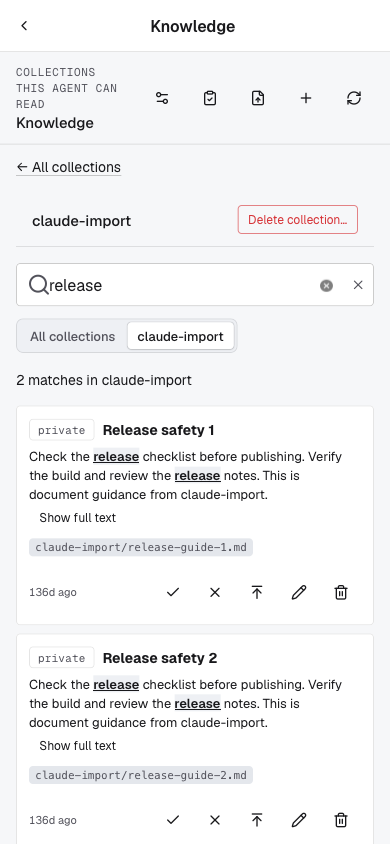 Knowledge
COLLECTIONS
THIS AGENT CAN
READ
Knowledge
← All collections
claude-import
Delete collection…
release
All collections
claude-import
2 matches in claude-import
private
Release safety 1
Check the release checklist before publishing. Verify
the build and review the release notes. This is
document guidance from claude-import.
Show full text
claude-import/release-guide-1.md
136d ago
private
Release safety 2
Check the release checklist before publishing. Verify
the build and review the release notes. This is
document guidance from claude-import.
Show full text
claude-import/release-guide-2.md
136d ago